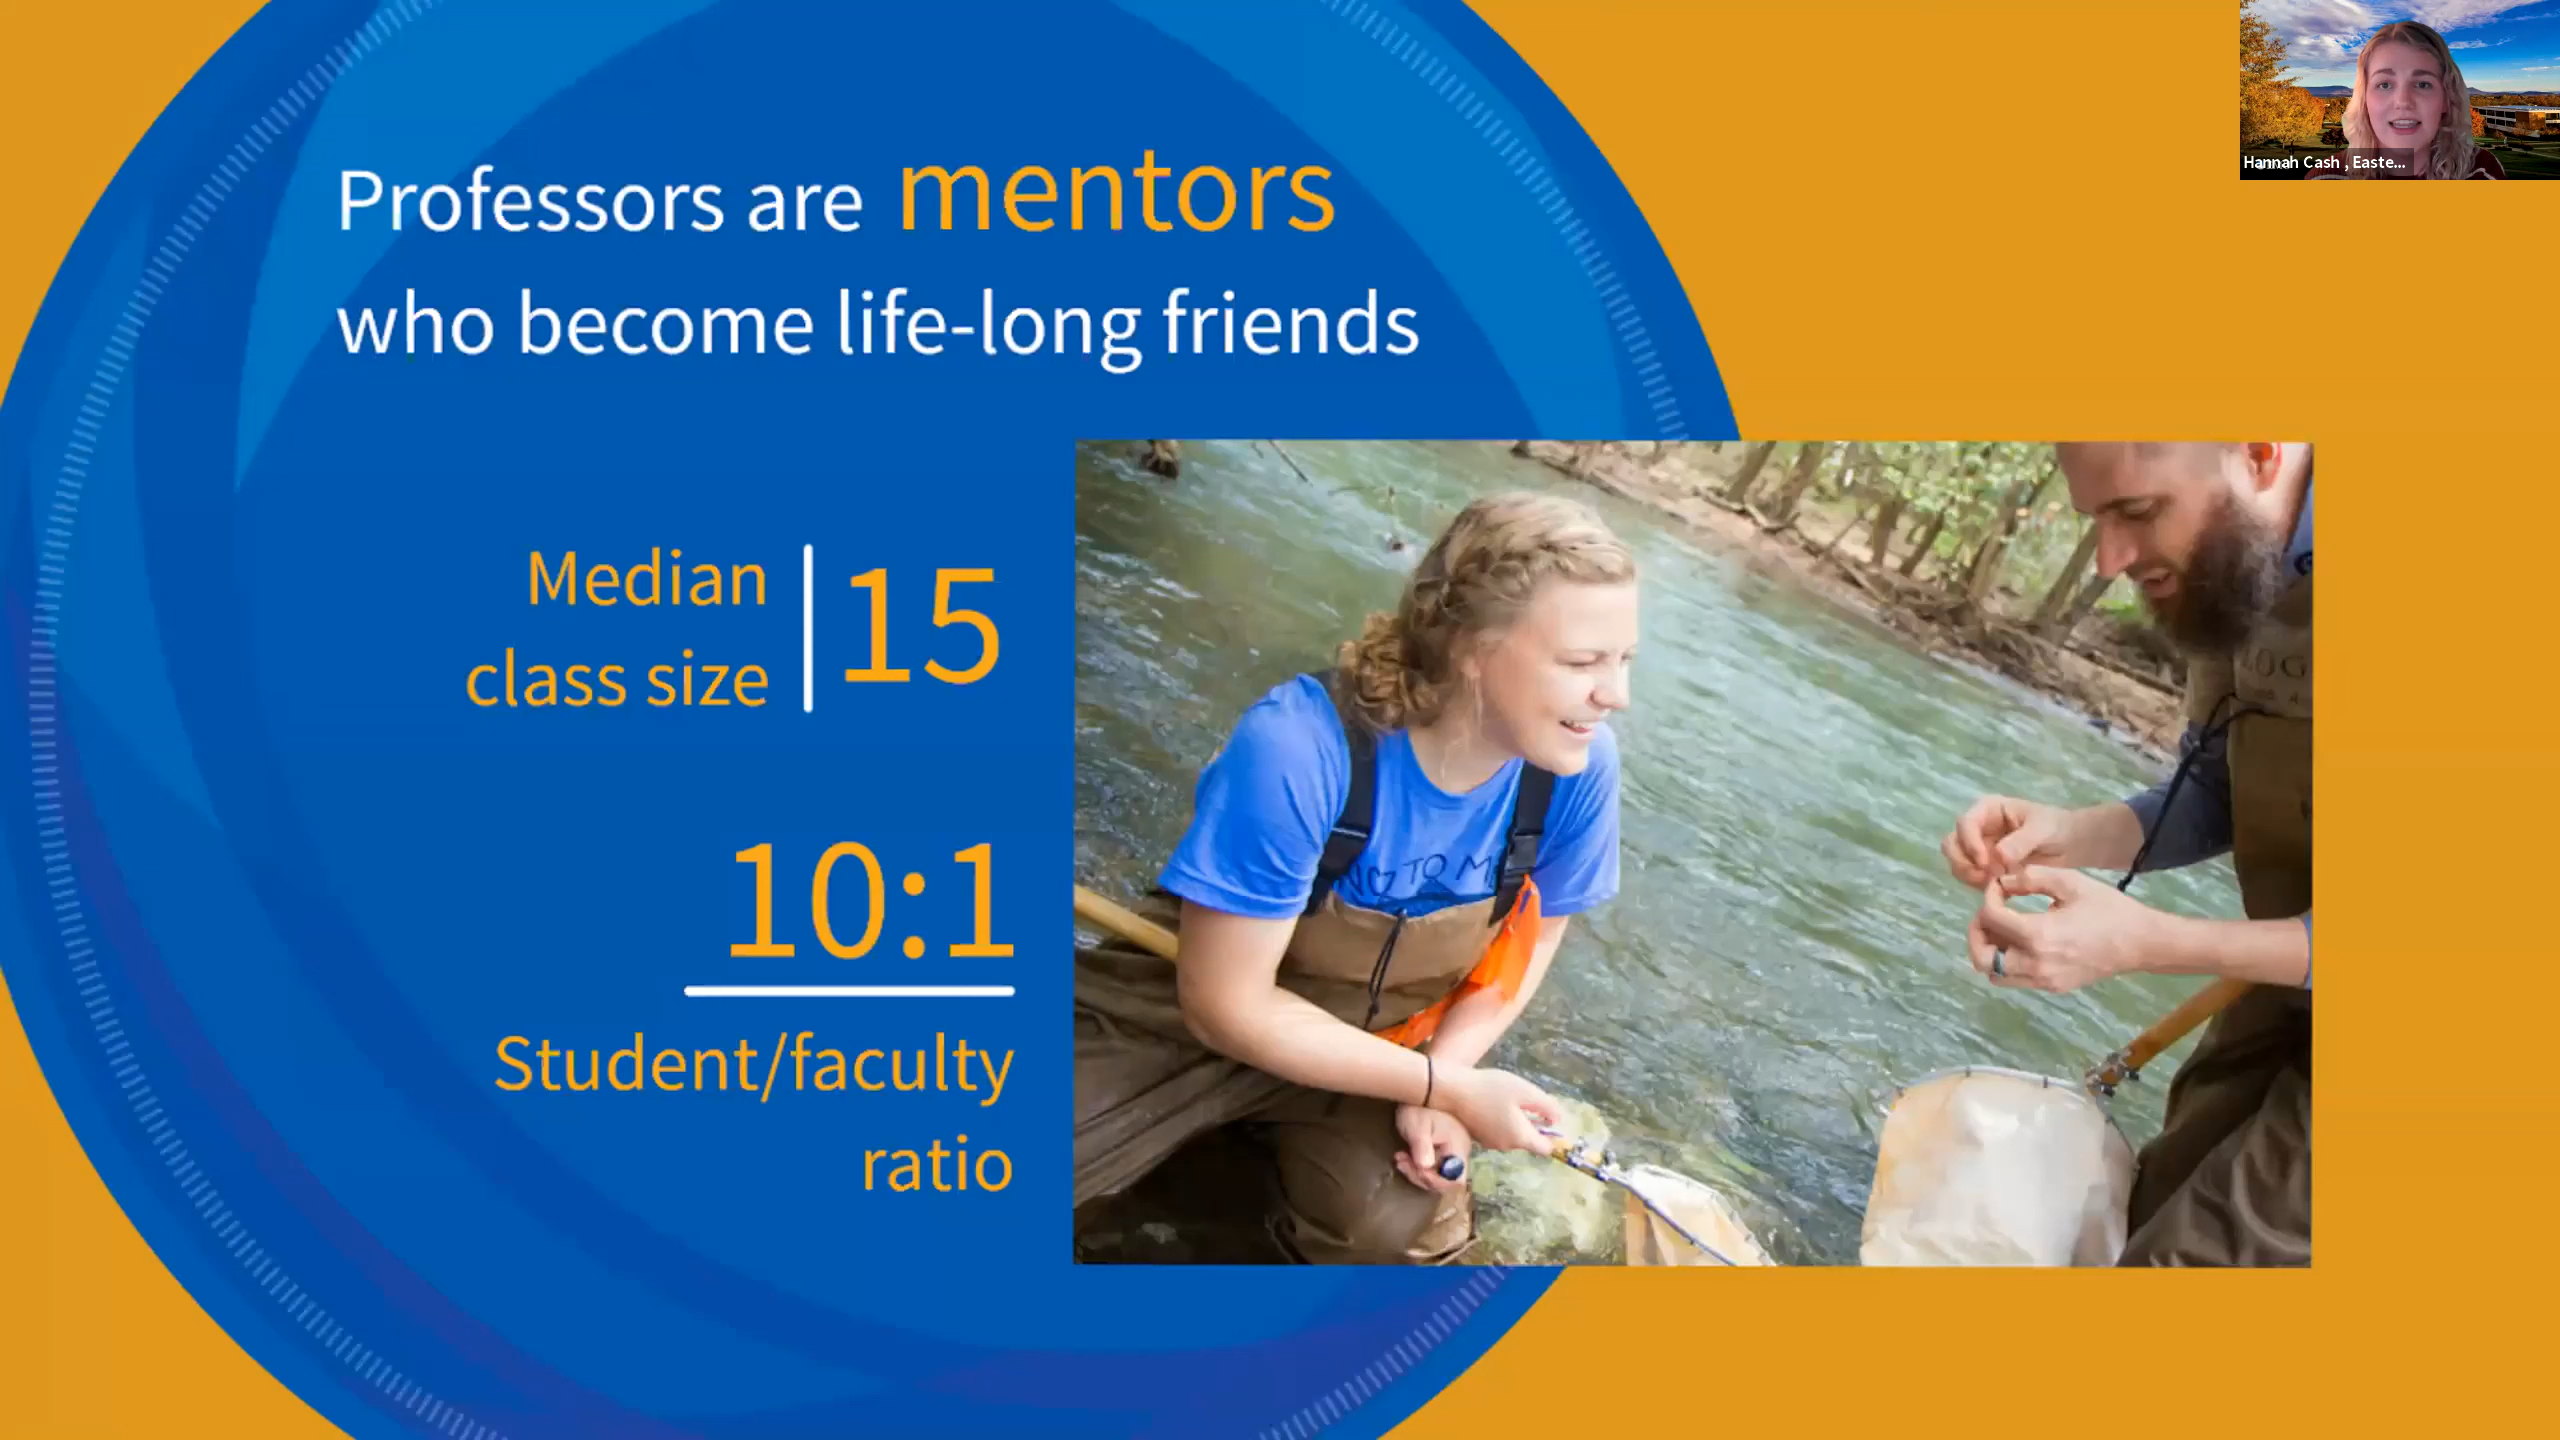 Hannah Cash , Easte...
Professors are mentors
who become life-long friends
Median
class size
15
10:1
Student/faculty
ratio
TO